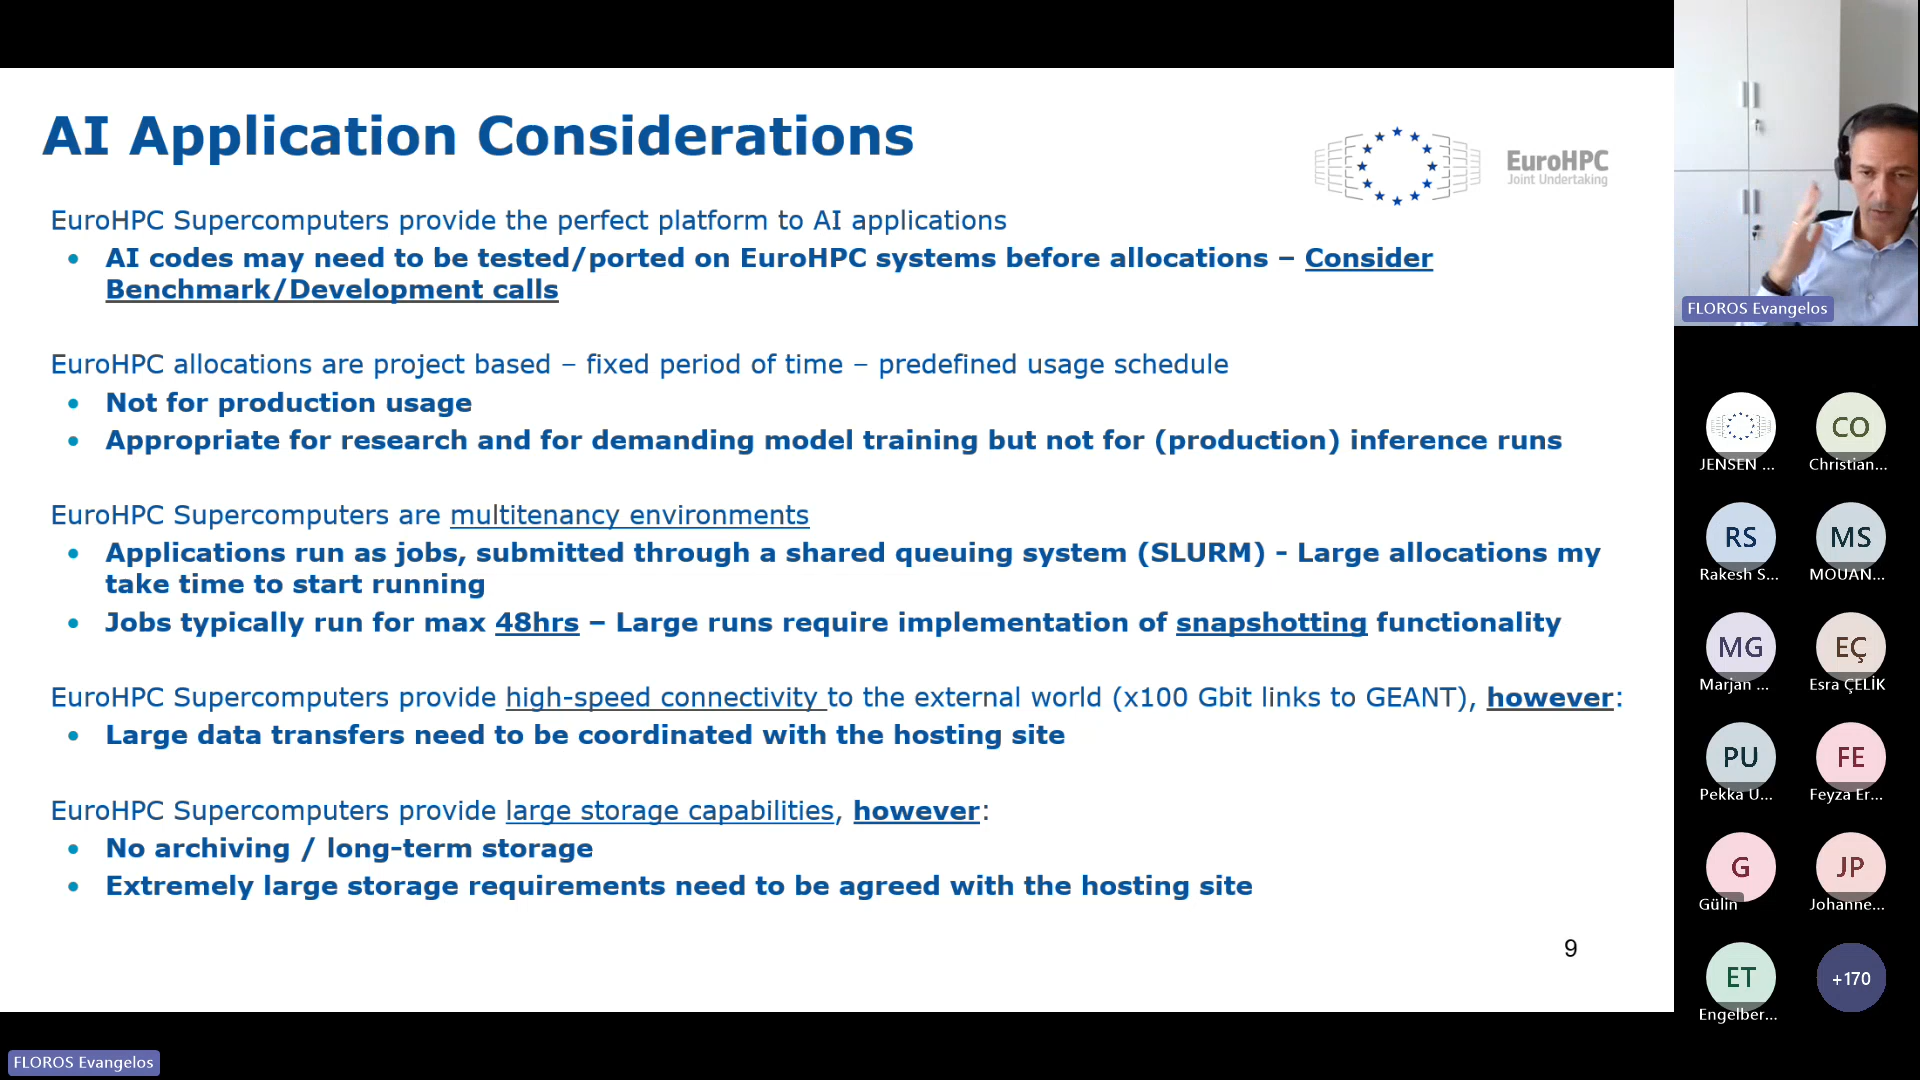 AI Application Considerations
EuroHPC
Joint Undertaking
EuroHPC Supercomputers provide the perfect platform to AI applications
• AI codes may need to be tested/ported on EuroHPC systems before allocations – Consider
Benchmark/Development calls
EuroHPC allocations are project based – fixed period of time – predefined usage schedule
• Not for production usage
• Appropriate for research and for demanding model training but not for (production) inference runs
EuroHPC Supercomputers are multitenancy environments
• Applications run as jobs, submitted through a shared queuing system (SLURM) - Large allocations my
take time to start running
• Jobs typically run for max 48hrs – Large runs require implementation of snapshotting functionality
EuroHPC Supercomputers provide high-speed connectivity to the external world (x100 Gbit links to GEANT), however:
• Large data transfers need to be coordinated with the hosting site
EuroHPC Supercomputers provide large storage capabilities, however:
• No archiving / long-term storage
• Extremely large storage requirements need to be agreed with the hosting site
9
FLOROS Evangelos
JENSEN ...
CO
Christian...
RS
Rakesh S...
MS
MOUAN...
MG
Marjan ...
EÇ
Esra ÇELİK
PU
Pekka U...
FE
Feyza Er...
G
Gülin
JP
Johanne...
ET
Engelber...
+170
FLOROS Evangelos